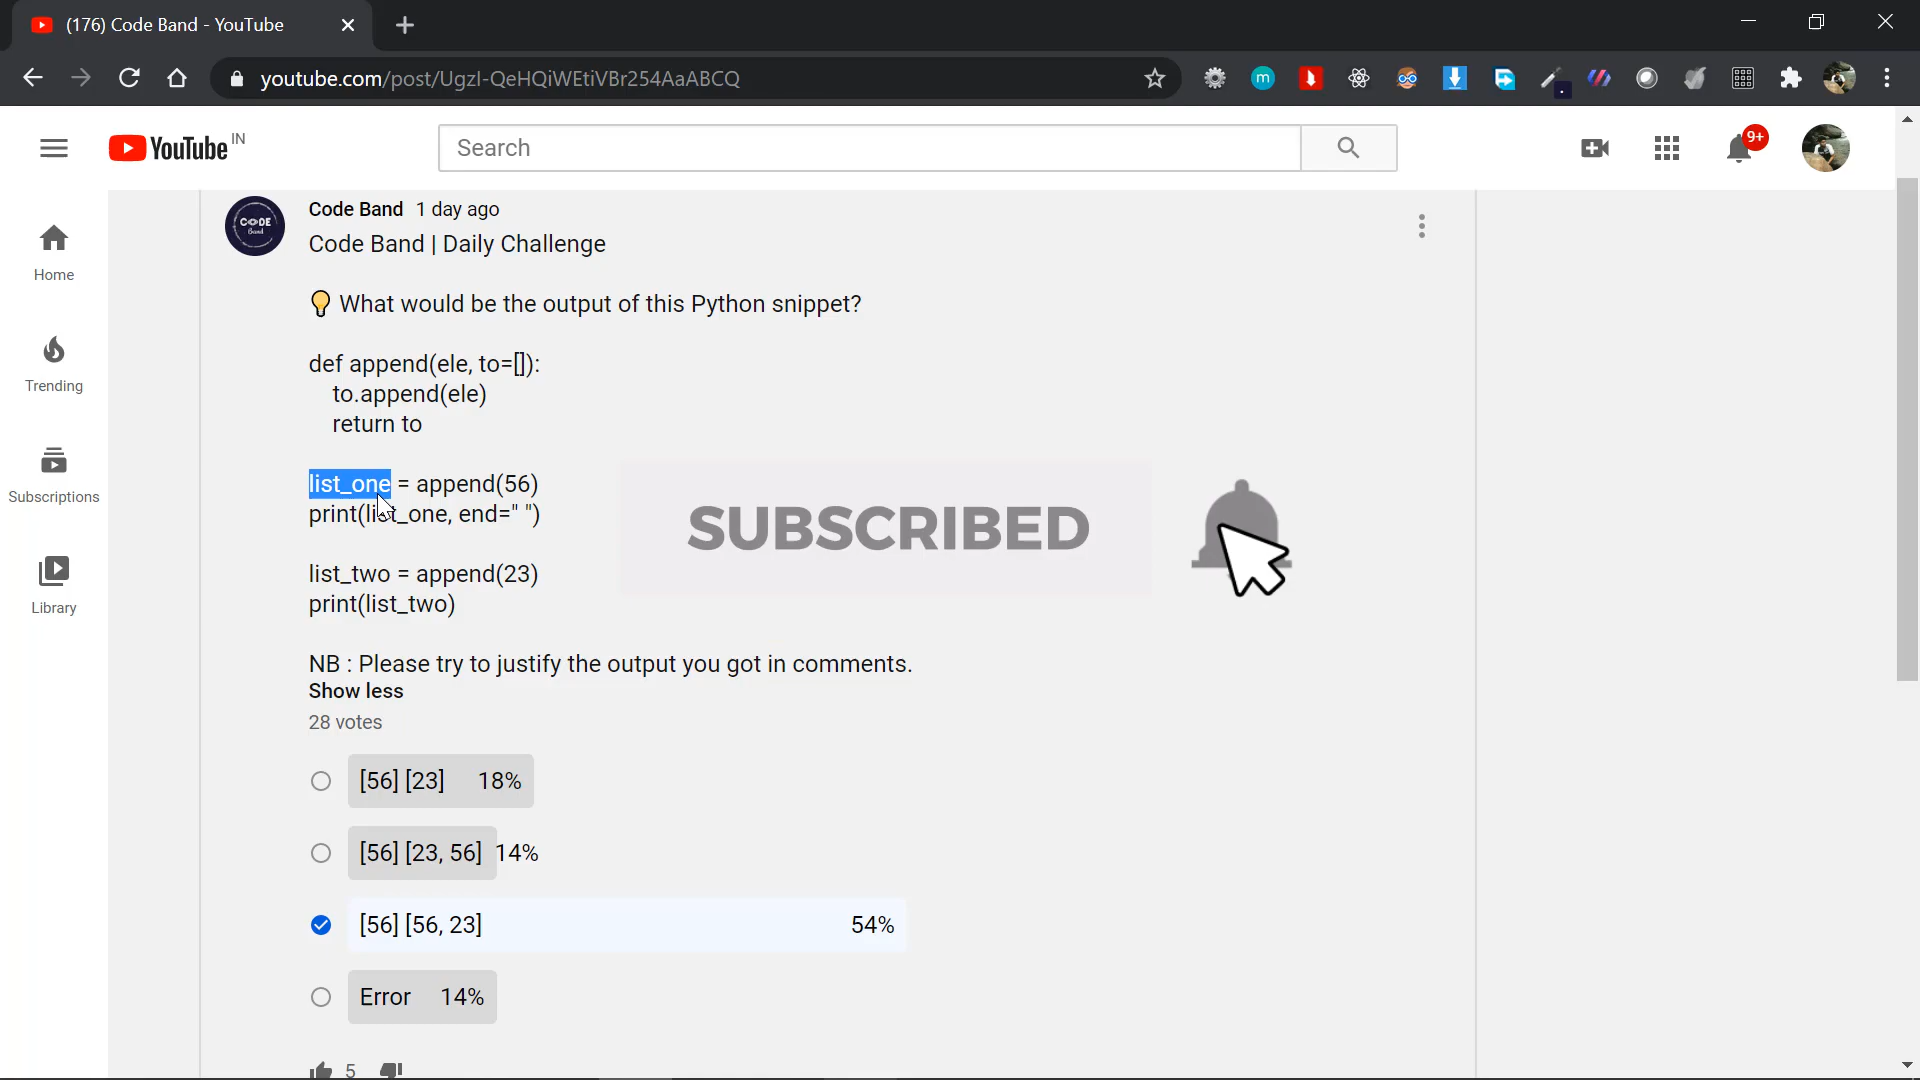 (176) Code Band - YouTube
youtube.com/post/UgzI-QeHQiWEtiVBr254AaABCQ
m
YouTube IN
Search
9+
Home
Trending
Subscriptions
Library
CODE
Band
Code Band 1 day ago
Code Band | Daily Challenge
What would be the output of this Python snippet?
def append(ele, to=[]):
to.append(ele)
return to
list_one = append(56)
print(list_one, end=" ")
list_two = append(23)
print(list_two)
SUBSCRIBED
NB : Please try to justify the output you got in comments.
Show less
28 votes
[56] [23] 18%
[56] [23, 56] 14%
[56] [56, 23] 54%
Error 14%
5